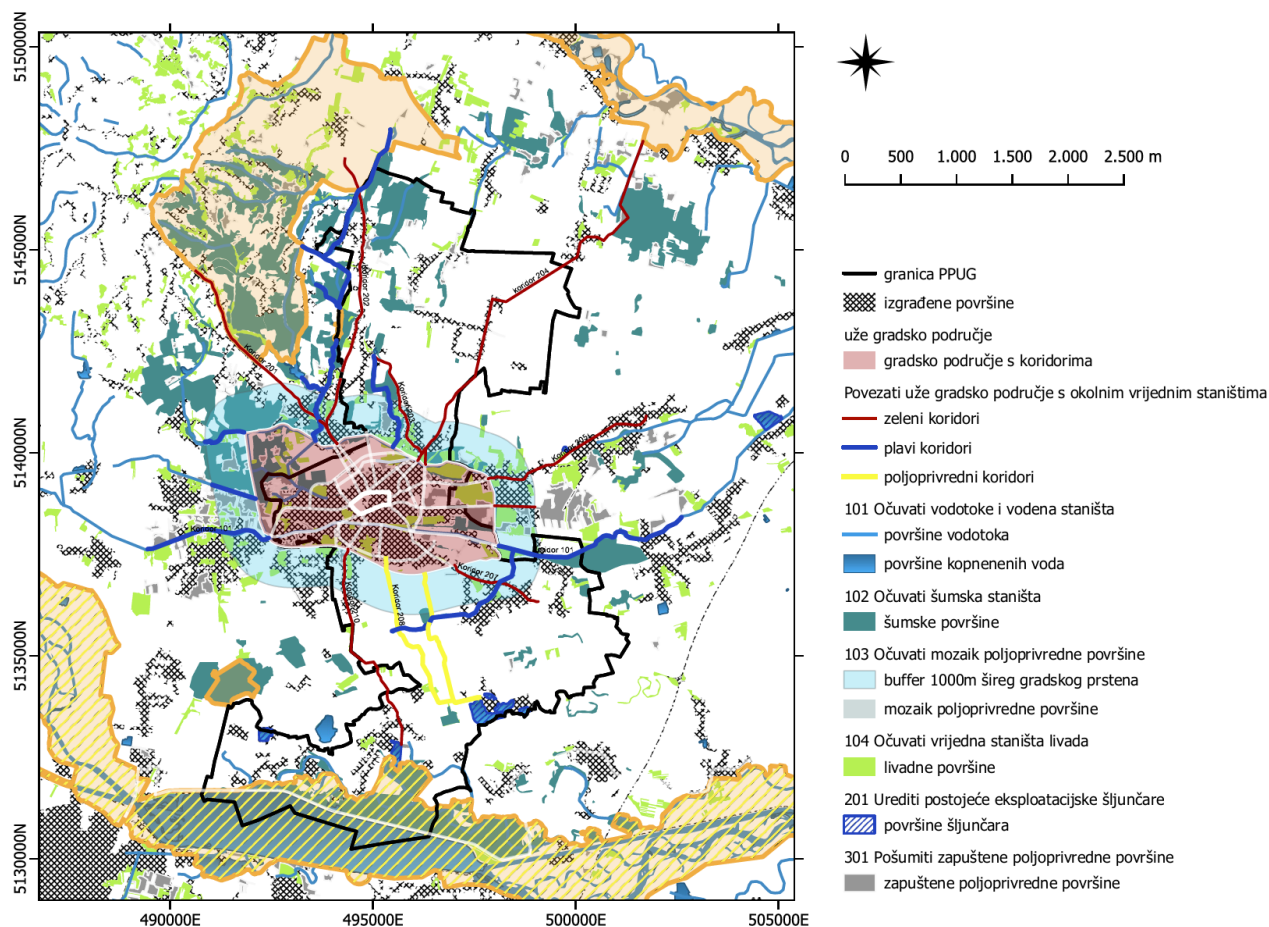 5150000N
5145000N
5140000N
5135000N
5130000N
490000E
495000E
500000E
505000E
Koridor 204
Koridor 202
Koridor 201
Koridor 101
Koridor 101
Koridor 208
0 500 1.000 1.500 2.000 2.500 m
granica PPUG
izgrađene površine
uže gradsko područje
gradsko područje s koridorima
Povezati uže gradsko područje s okolnim vrijednim staništima
zeleni koridori
plavi koridori
poljoprivredni koridori
101 Očuvati vodotoke i vodena staništa
površine vodotoka
površine kopnenenih voda
102 Očuvati šumska staništa
šumske površine
103 Očuvati mozaik poljoprivredne površine
buffer 1000m šireg gradskog prstena
mozaik poljoprivredne površine
104 Očuvati vrijedna staništa livada
livadne površine
201 Urediti postojeće eksploatacijske šljunčare
površine šljunčara
301 Pošumiti zapuštene poljoprivredne površine
zapuštene poljoprivredne površine